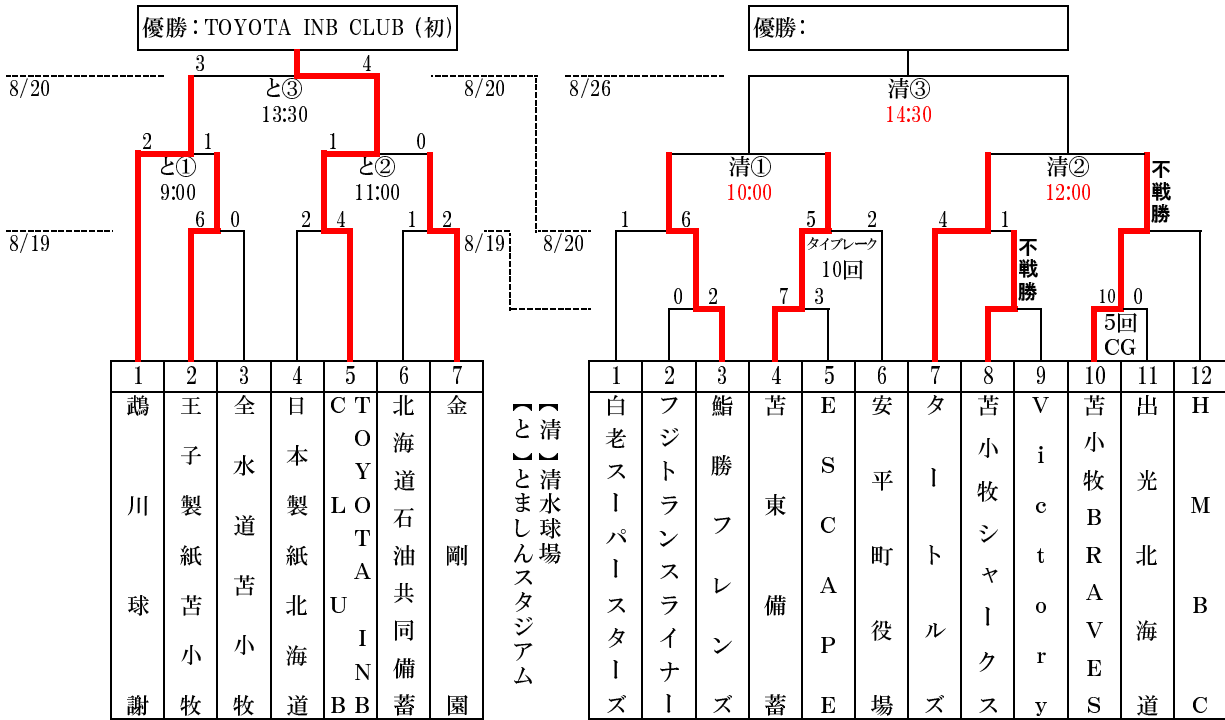 優勝：TOYOTA INB CLUB (初)
3 4
8/20 と③ 8/20
13:30
2 1 1 0
と① と②
9:00 11:00
6 0 2 4 1 2
8/19 8/19
1 2 3 4 5 6 7
鵡川球謝
王子製紙苫小牧
全水道苫小牧
日本製紙北海道
TOYOTA INB
CLUB
北海道石油共同備蓄
金剛園
【清】清水球場
【と】とましんスタジアム
優勝：
8/26 清③
14:30
清① 清②
10:00 12:00
不戦勝
1 6 5 2 4 1
8/20 タイブレーク
10回
不戦勝
0 2 7 3 10 0
5回
CG
1 2 3 4 5 6 7 8 9 10 11 12
白老スーパースターズ
フジトランスライナー
鮨勝フレンズ
苫東備蓄
ESCAPE
安平町役場
タートルズ
苫小牧シャークス
Victory
苫小牧BRAVES
出光北海道
HMBC